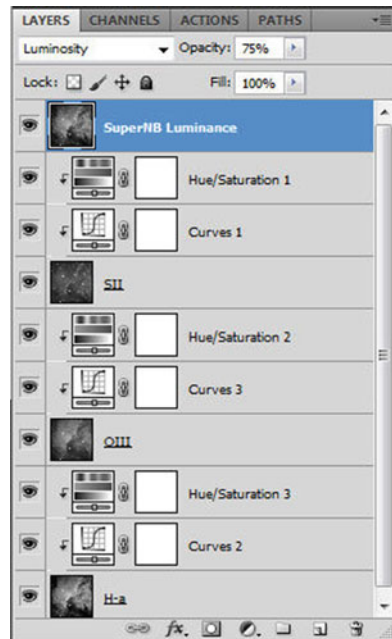 LAYERS CHANNELS ACTIONS PATHS
Luminosity Opacity: 75%
Lock: Fill: 100%
SuperNB Luminance
Hue/Saturation 1
Curves 1
SII
Hue/Saturation 2
Curves 3
OIII
Hue/Saturation 3
Curves 2
H-a
fx.